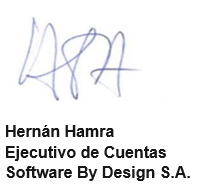 Hernán Hamra
Ejecutivo de Cuentas
Software By Design S.A.